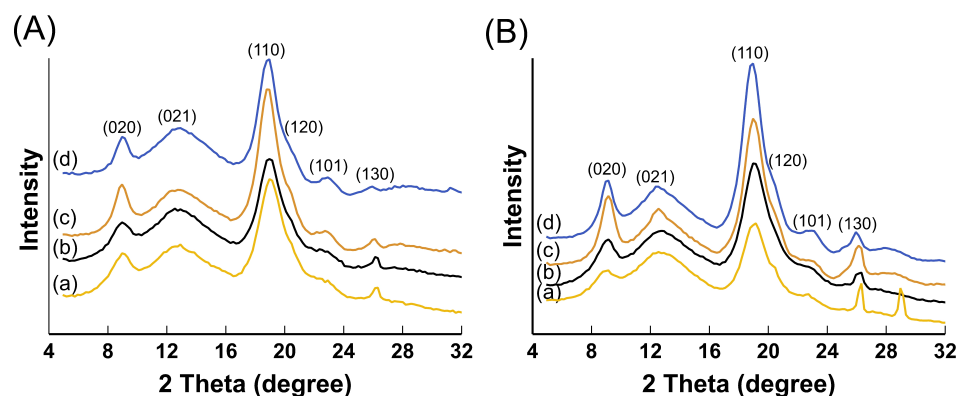 (A)
(110)
(020)
(021)
(120)
(101)
(130)
(d)
(c)
(b)
(a)
Intensity
4 8 12 16 20 24 28 32
2 Theta (degree)
(B)
(110)
(020)
(021)
(120)
(101)
(130)
(d)
(c)
(b)
(a)
Intensity
4 8 12 16 20 24 28 32
2 Theta (degree)